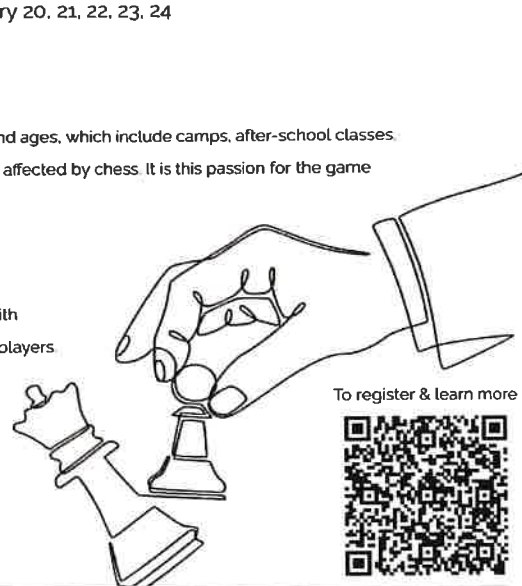 ry 20, 21, 22, 23, 24
nd ages, which include camps, after-school classes.
affected by chess. It is this passion for the game
ith
players.
To register & learn more